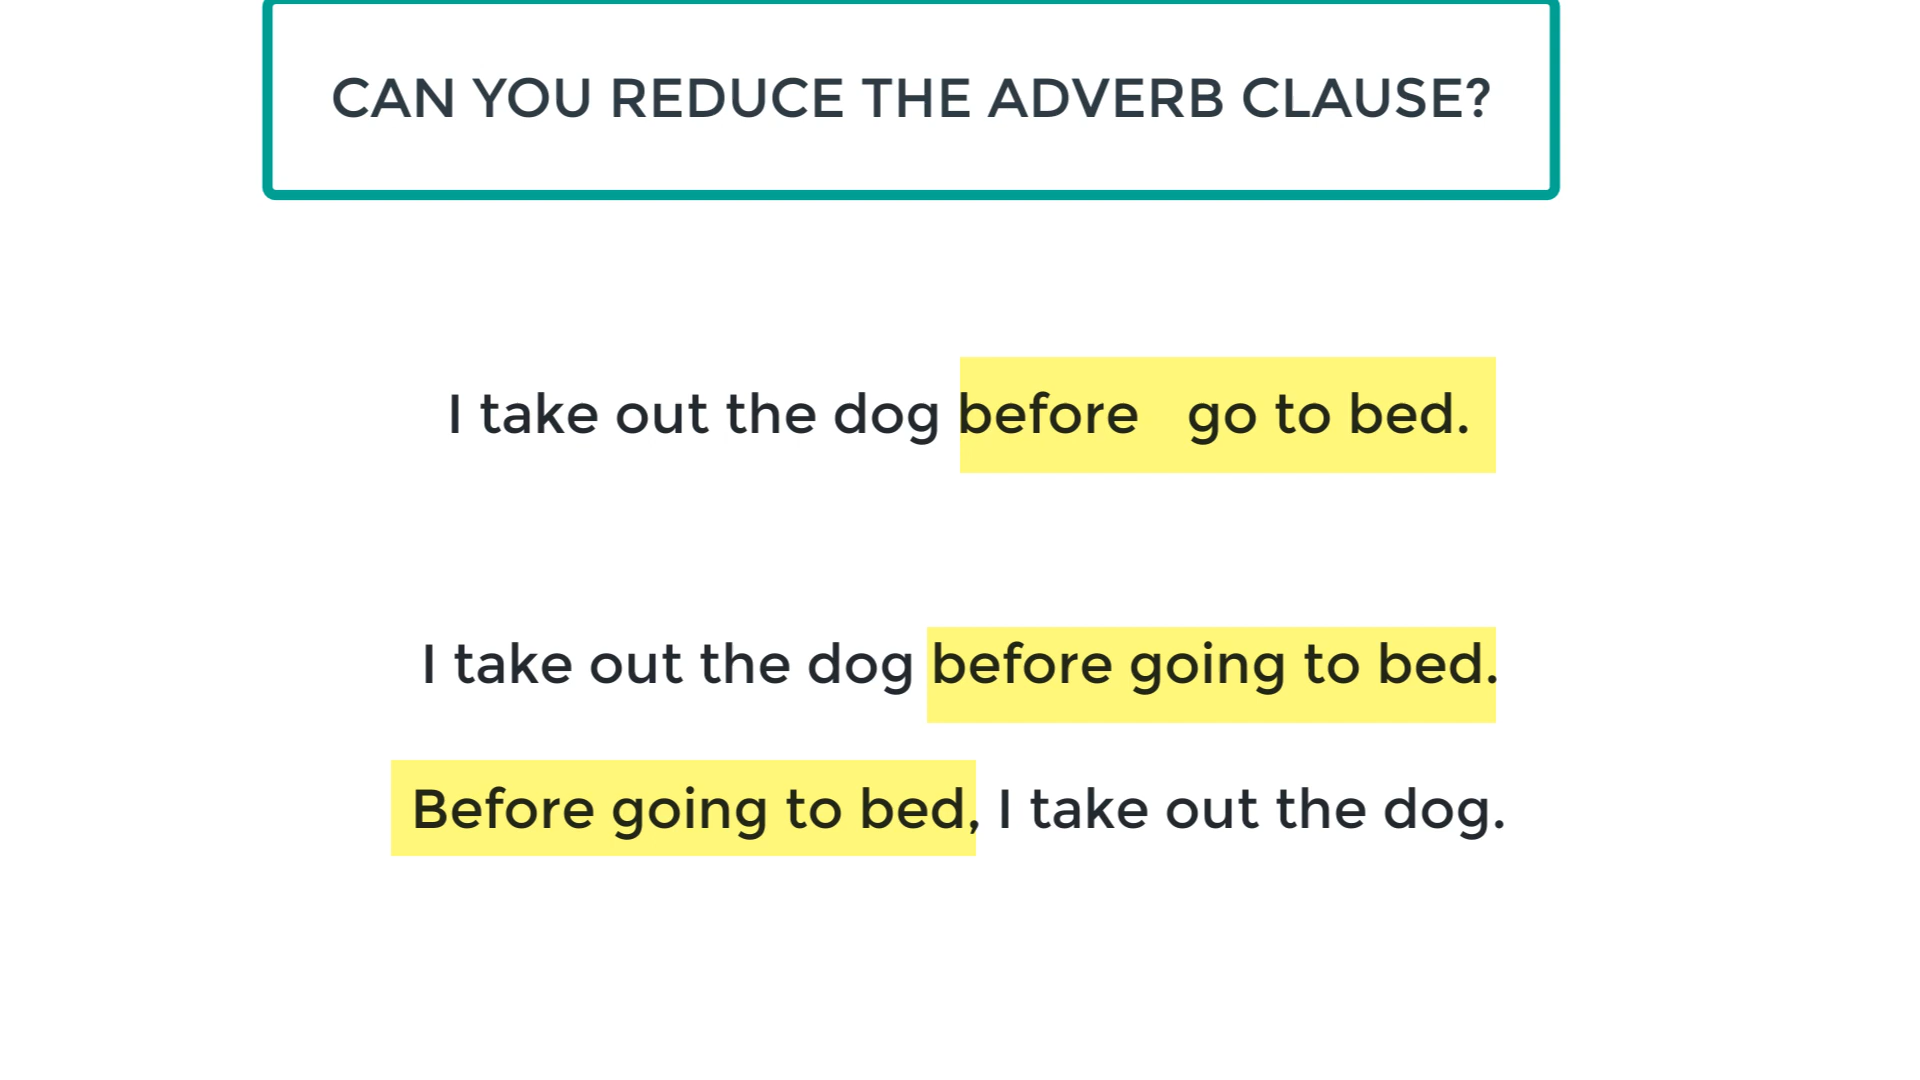 CAN YOU REDUCE THE ADVERB CLAUSE?
I take out the dog before go to bed.
I take out the dog before going to bed.
Before going to bed, I take out the dog.